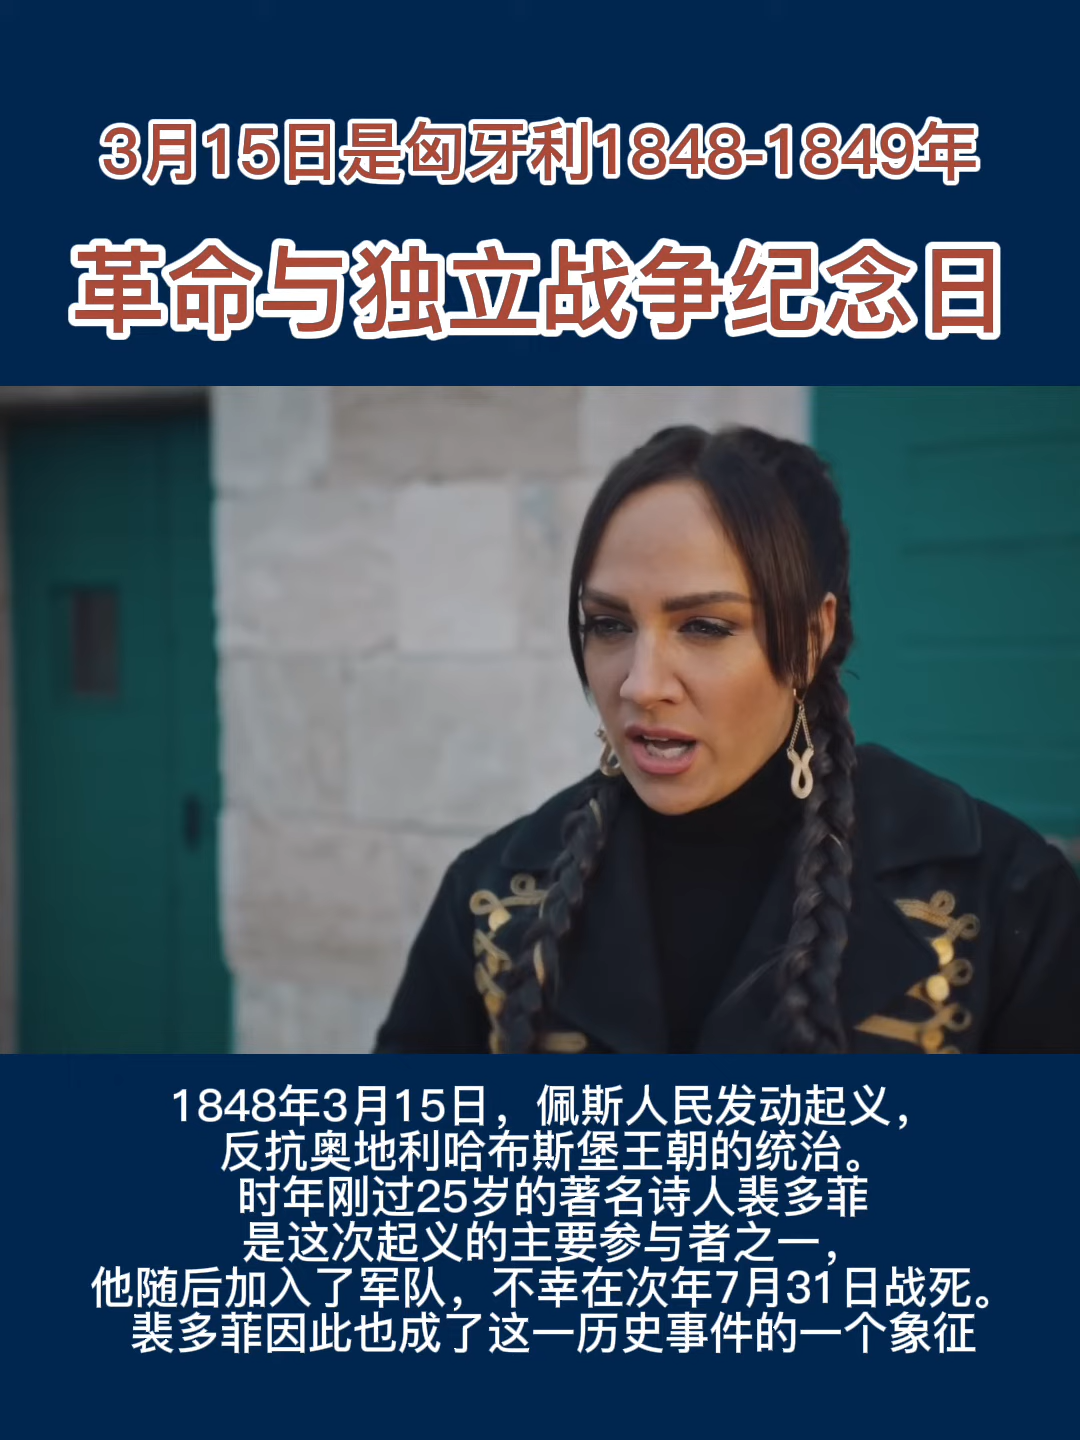 3月15日是匈牙利1848-1849年
革命与独立战争纪念日
1848年3月15日，佩斯人民发动起义，
反抗奥地利哈布斯堡王朝的统治。
时年刚过25岁的著名诗人裴多菲
是这次起义的主要参与者之一，
他随后加入了军队，不幸在次年7月31日战死。
裴多菲因此也成了这一历史事件的一个象征